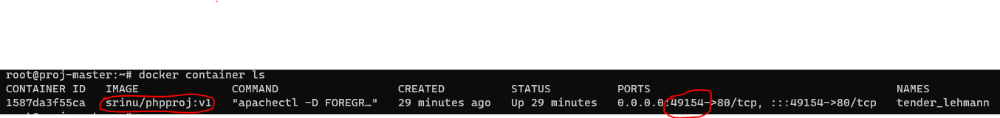 root@proj-master:~# docker container ls
CONTAINER ID IMAGE COMMAND CREATED STATUS PORTS NAMES
1587da3f55ca srinu/phpproj:v1 "apachectl -D FOREGR…" 29 minutes ago Up 29 minutes 0.0.0.0:49154->80/tcp, :::49154->80/tcp tender_lehmann